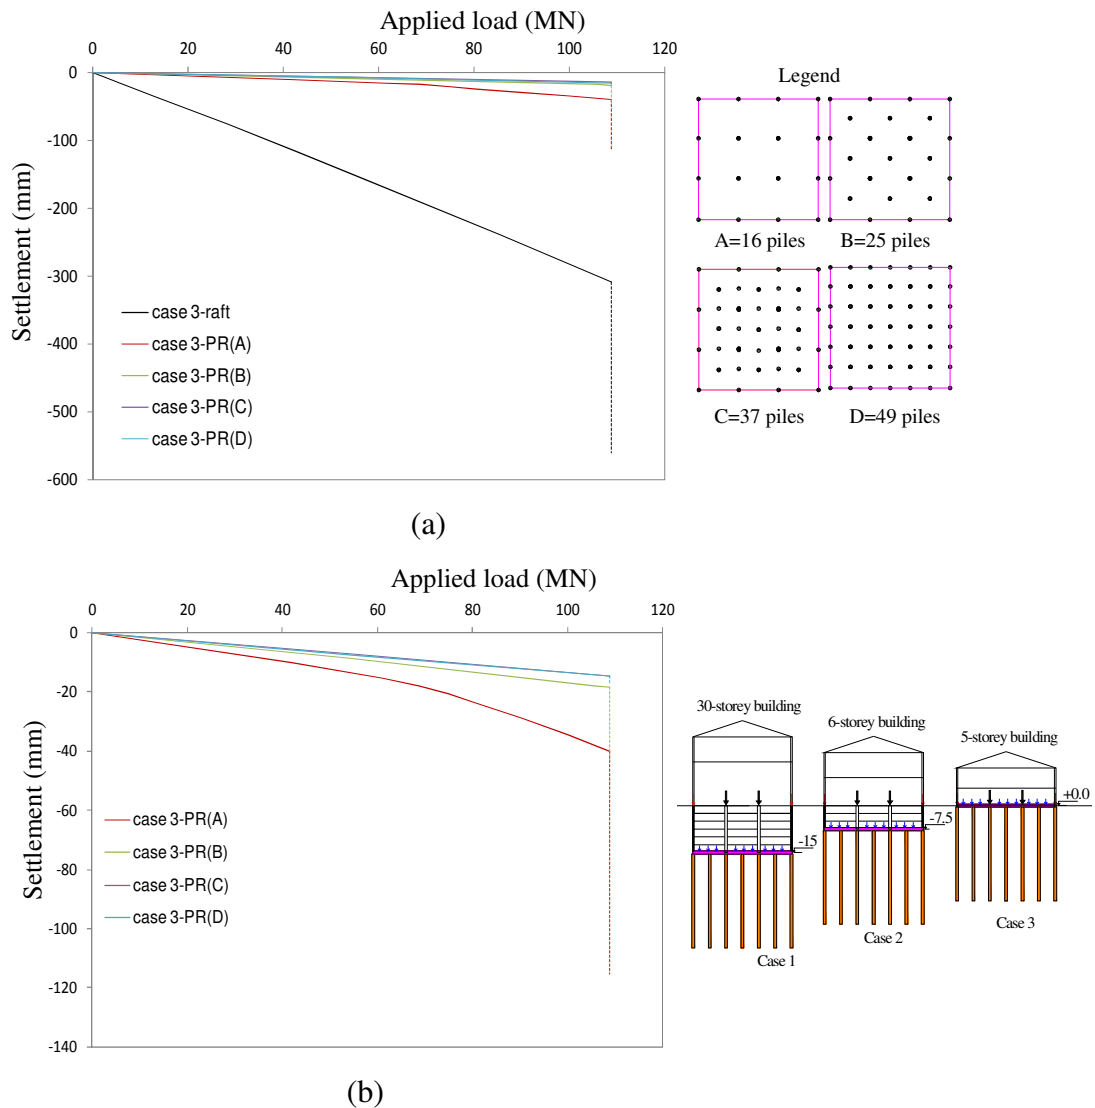 Applied load (MN)
0 20 40 60 80 100 120
0
-100
-200
-300
-400
-500
-600
Settlement (mm)
case 3-raft
case 3-PR(A)
case 3-PR(B)
case 3-PR(C)
case 3-PR(D)
Legend
A=16 piles B=25 piles
C=37 piles D=49 piles
(a)
Applied load (MN)
0 20 40 60 80 100 120
0
-20
-40
-60
-80
-100
-120
-140
Settlement (mm)
case 3-PR(A)
case 3-PR(B)
case 3-PR(C)
case 3-PR(D)
30-storey building
6-storey building
5-storey building
+0.0
-7.5
-15
Case 1
Case 2
Case 3
(b)